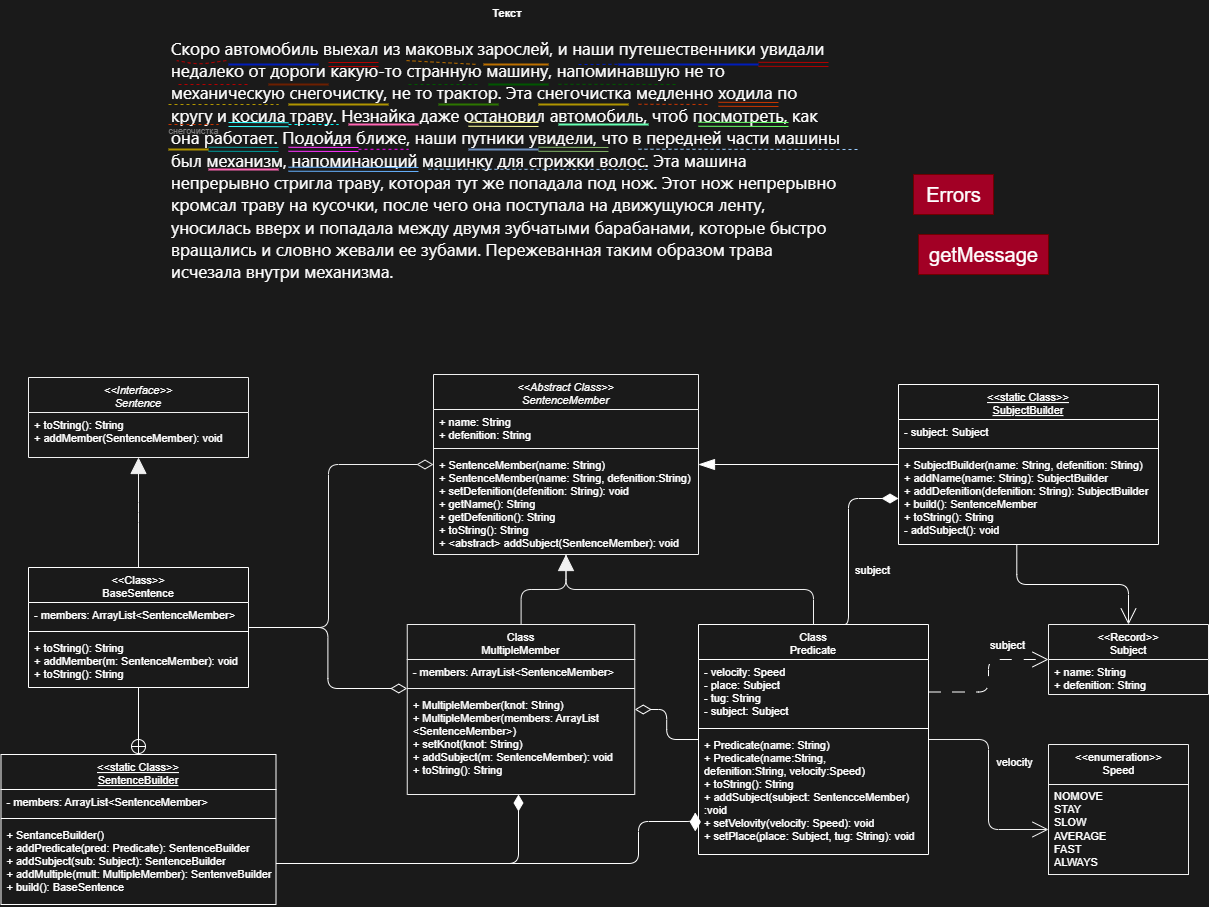 Текст
Скоро автомобиль выехал из маковых зарослей, и наши путешественники увидали
недалеко от дороги какую-то странную машину, напоминавшую не то
механическую снегочистку, не то трактор. Эта снегочистка медленно ходила по
кругу и косила траву. Незнайка даже остановил автомобиль, чтоб посмотреть, как
снегочистка
она работает. Подойдя ближе, наши путники увидели, что в передней части машины
был механизм, напоминающий машинку для стрижки волос. Эта машина
непрерывно стригла траву, которая тут же попадала под нож. Этот нож непрерывно
кромсал траву на кусочки, после чего она поступала на движущуюся ленту,
уносилась вверх и попадала между двумя зубчатыми барабанами, которые быстро
вращались и словно жевали ее зубами. Пережеванная таким образом трава
исчезала внутри механизма.
Errors
getMessage
<<Interface>>
Sentence
+ toString(): String
+ addMember(SentenceMember): void
<<Abstract Class>>
SentenceMember
+ name: String
+ defenition: String
+ SentenceMember(name: String)
+ SentenceMember(name: String, defenition:String)
+ setDefenition(defenition: String): void
+ getName(): String
+ getDefenition(): String
+ toString(): String
+ <abstract> addSubject(SentenceMember): void
<<static Class>>
SubjectBuilder
- subject: Subject
+ SubjectBuilder(name: String, defenition: String)
+ addName(name: String): SubjectBuilder
+ addDefenition(defenition: String): SubjectBuilder
+ build(): SentenceMember
+ toString(): String
- addSubject(): void
subject
<<Class>>
BaseSentence
- members: ArrayList<SentenceMember>
+ toString(): String
+ addMember(m: SentenceMember): void
+ toString(): String
Class
MultipleMember
- members: ArrayList<SentenceMember>
+ MultipleMember(knot: String)
+ MultipleMember(members: ArrayList
<SentenceMember>)
+ setKnot(knot: String)
+ addSubject(m: SentenceMember): void
+ toString(): String
Class
Predicate
- velocity: Speed
- place: Subject
- tug: String
- subject: Subject
+ Predicate(name: String)
+ Predicate(name:String,
defenition:String, velocity:Speed)
+ toString(): String
+ addSubject(subject: SentencceMember)
:void
+ setVelovity(velocity: Speed): void
+ setPlace(place: Subject, tug: String): void
subject
<<Record>>
Subject
+ name: String
+ defenition: String
velocity
<<enumeration>>
Speed
NOMOVE
STAY
SLOW
AVERAGE
FAST
ALWAYS
<<static Class>>
SentenceBuilder
- members: ArrayList<SentenceMember>
+ SentanceBuilder()
+ addPredicate(pred: Predicate): SentenceBuilder
+ addSubject(sub: Subject): SentenceBuilder
+ addMultiple(mult: MultipleMember): SentenveBuilder
+ build(): BaseSentence